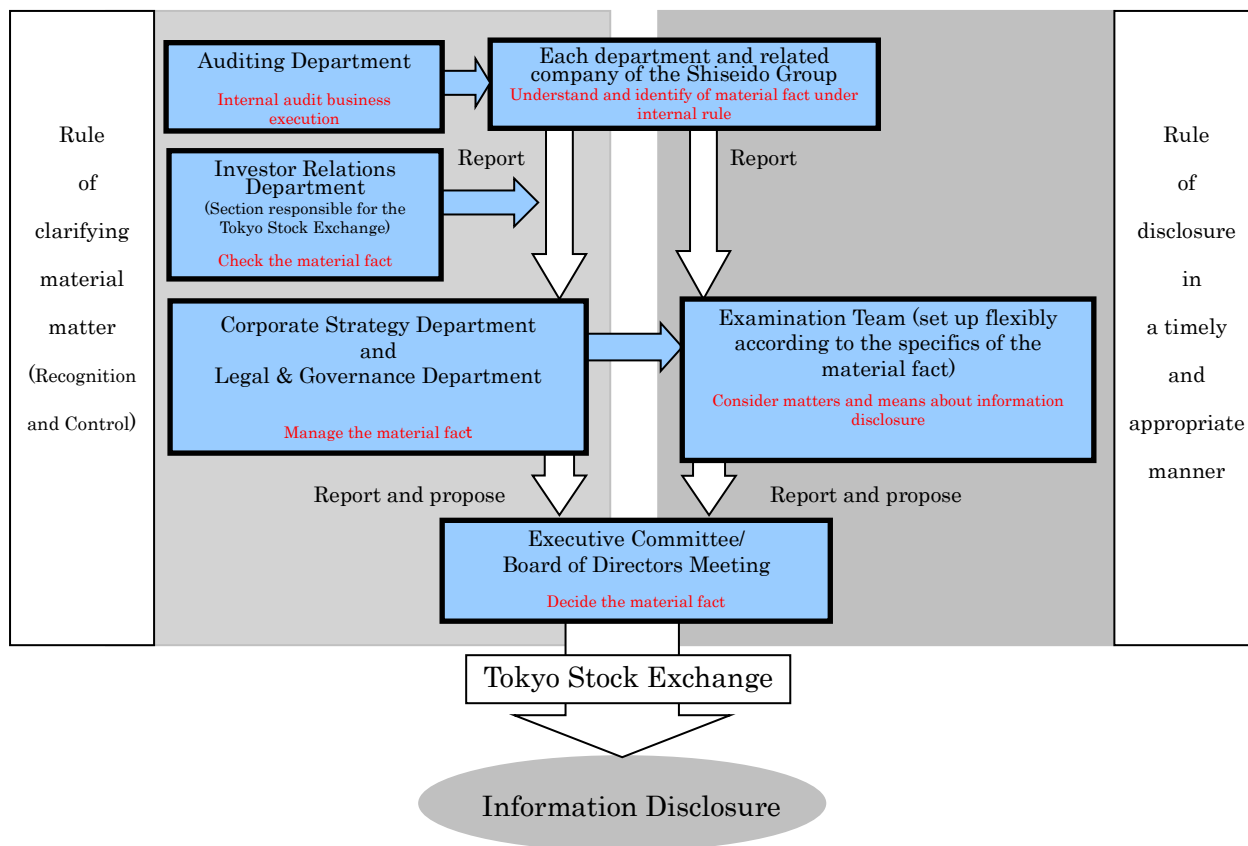 Rule
of
clarifying
material
matter
(Recognition
and Control)
Auditing Department
Internal audit business
execution
Each department and related
company of the Shiseido Group
Understand and identify of material fact under
internal rule
Report
Report
Investor Relations
Department
(Section responsible for the
Tokyo Stock Exchange)
Check the material fact
Corporate Strategy Department
and
Legal & Governance Department
Manage the material fact
Examination Team (set up flexibly
according to the specifics of the
material fact)
Consider matters and means about information
disclosure
Report and propose
Report and propose
Executive Committee/
Board of Directors Meeting
Decide the material fact
Tokyo Stock Exchange
Information Disclosure
Rule
of
disclosure
in
a timely
and
appropriate
manner